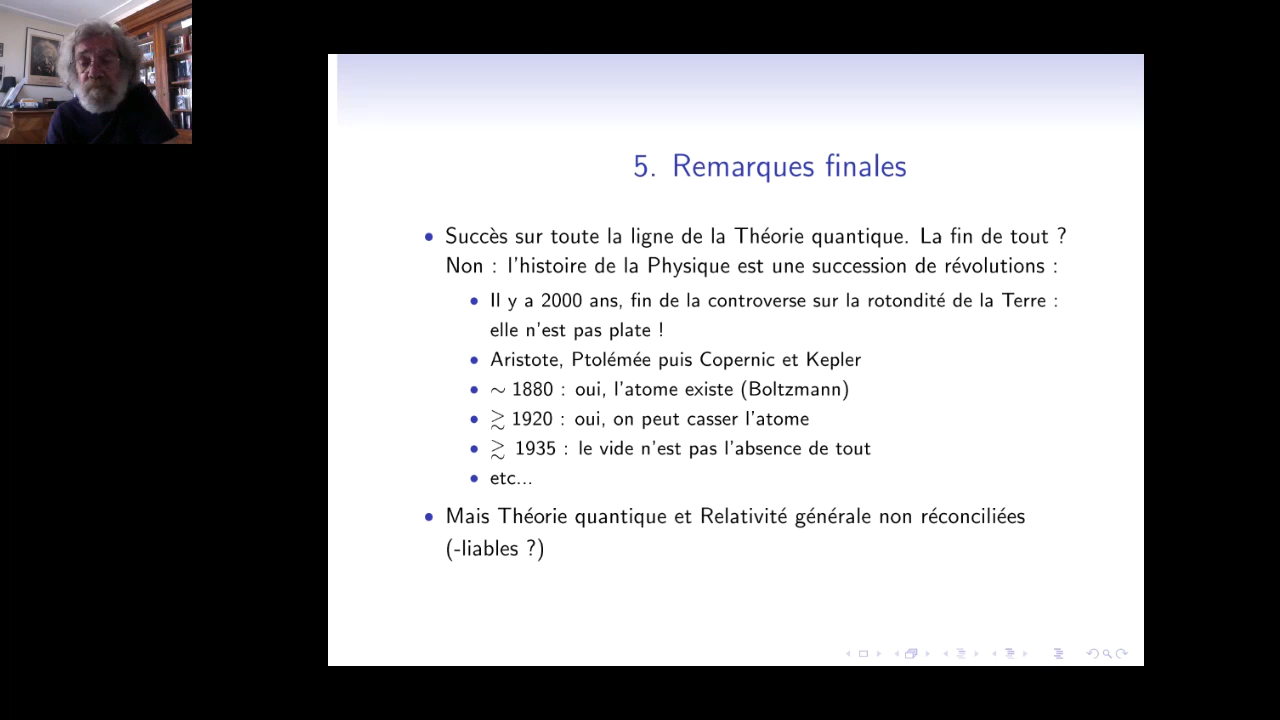 5. Remarques finales
• Succès sur toute la ligne de la Théorie quantique. La fin de tout ?
Non : l'histoire de la Physique est une succession de révolutions :
• Il y a 2000 ans, fin de la controverse sur la rotondité de la Terre :
elle n'est pas plate !
• Aristote, Ptolémée puis Copernic et Kepler
• ∼ 1880 : oui, l'atome existe (Boltzmann)
• ≳ 1920 : oui, on peut casser l'atome
• ≳ 1935 : le vide n'est pas l'absence de tout
• etc...
• Mais Théorie quantique et Relativité générale non réconciliées
(-liables ?)